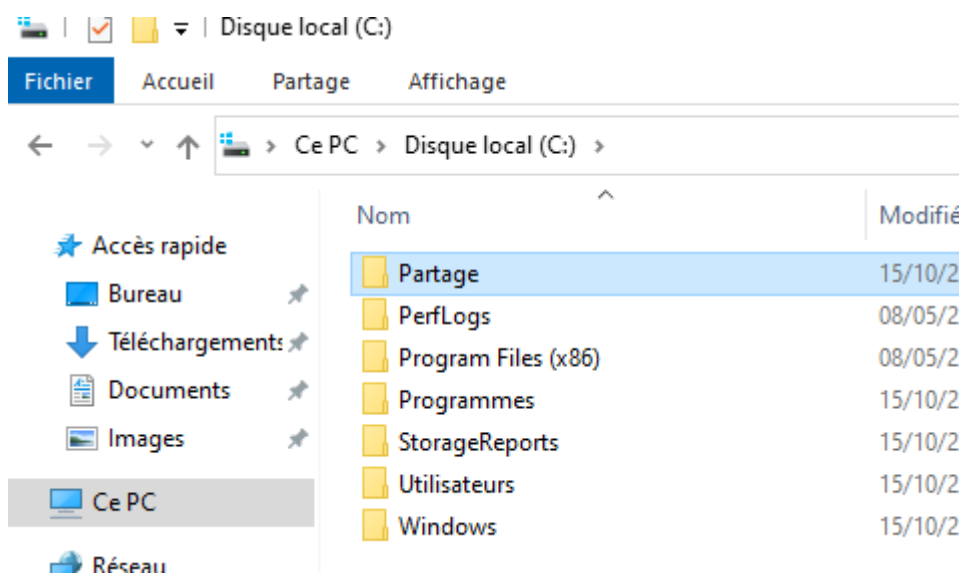 Disque local (C:)
Fichier Accueil Partage Affichage
Ce PC > Disque local (C:) >
Nom Modifié
Accès rapide
Bureau
Téléchargements
Documents
Images
Ce PC
Réseau
Partage 15/10/2
PerfLogs 08/05/2
Program Files (x86) 08/05/2
Programmes 15/10/2
StorageReports 15/10/2
Utilisateurs 15/10/2
Windows 15/10/2